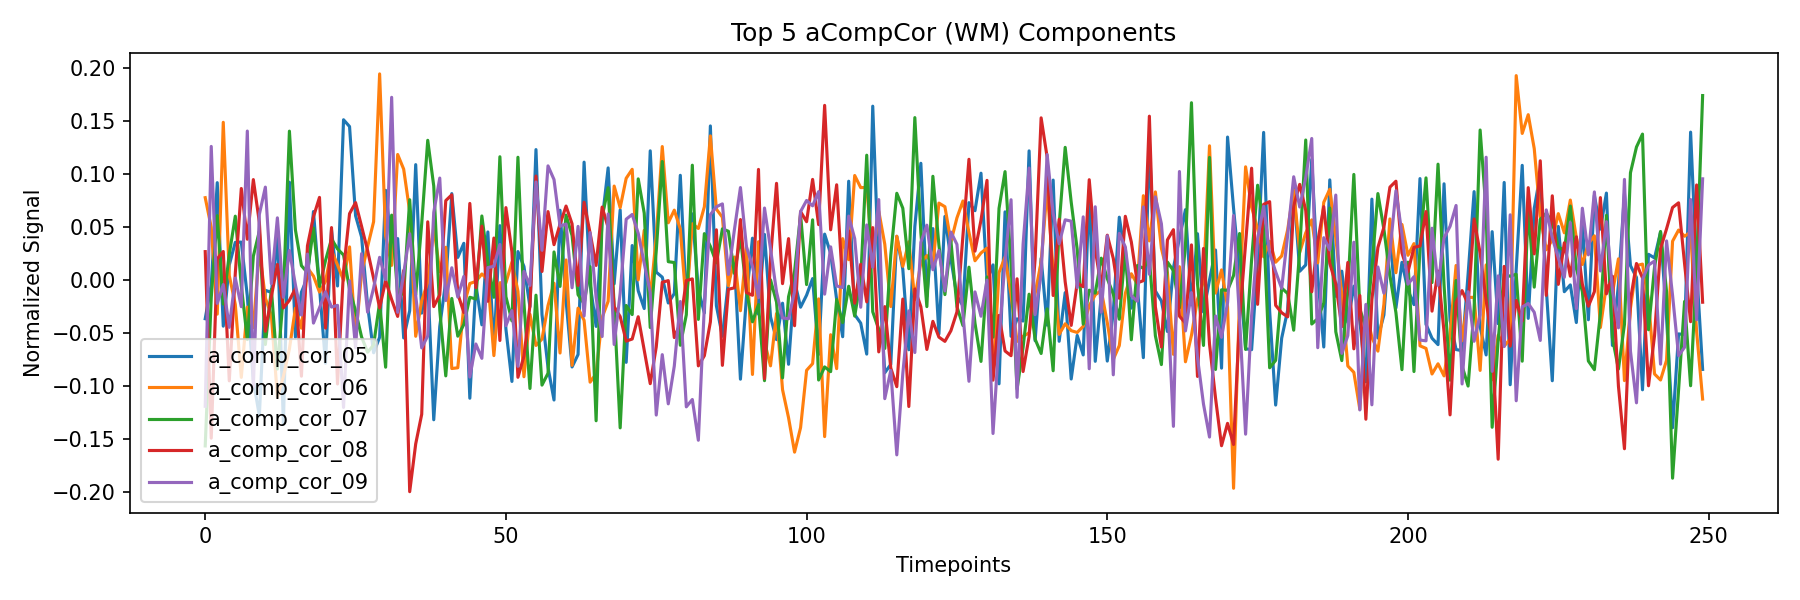 Top 5 aCompCor (WM) Components
Normalized Signal
0.20
0.15
0.10
0.05
0.00
−0.05
−0.10
−0.15
−0.20
a_comp_cor_05
a_comp_cor_06
a_comp_cor_07
a_comp_cor_08
a_comp_cor_09
0
50
100
150
200
250
Timepoints